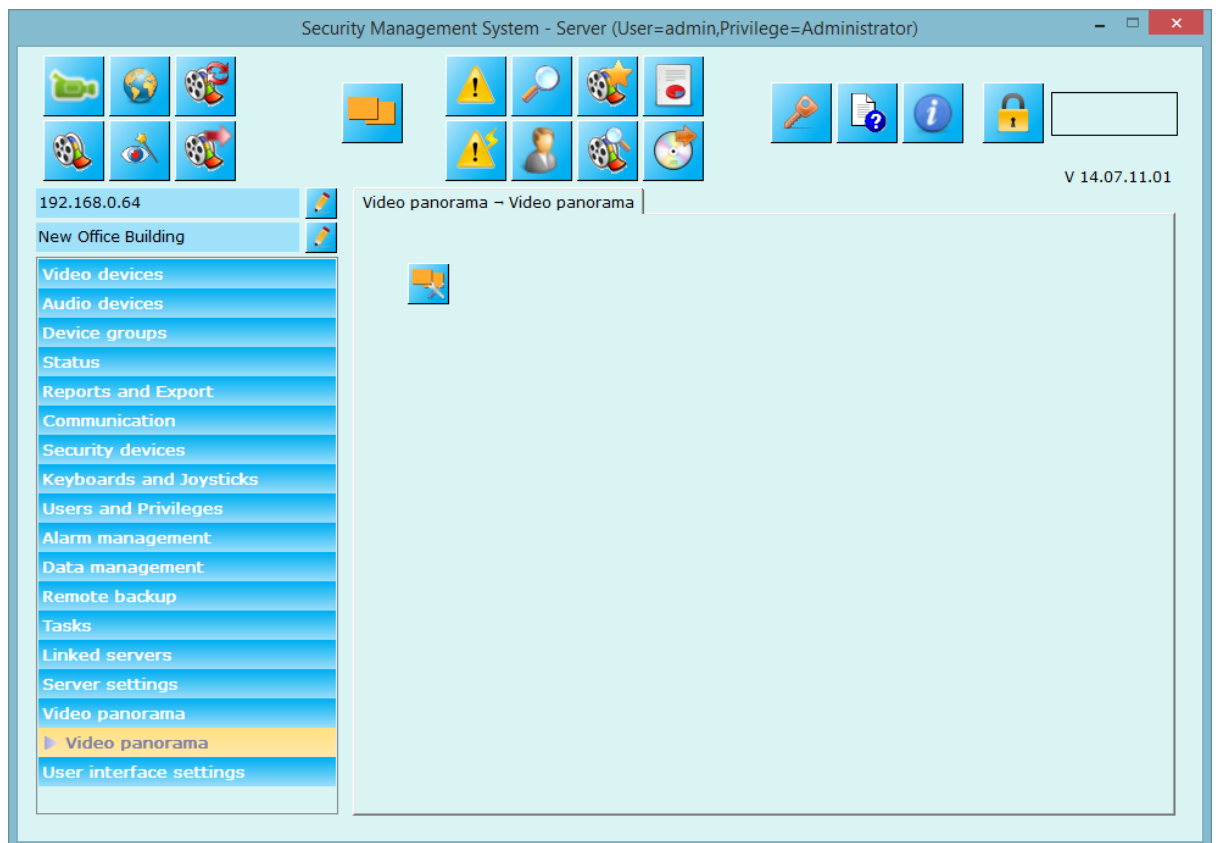 Security Management System - Server (User=admin,Privilege=Administrator)
V 14.07.11.01
192.168.0.64
New Office Building
Video panorama → Video panorama
Video devices
Audio devices
Device groups
Status
Reports and Export
Communication
Security devices
Keyboards and Joysticks
Users and Privileges
Alarm management
Data management
Remote backup
Tasks
Linked servers
Server settings
Video panorama
Video panorama
User interface settings